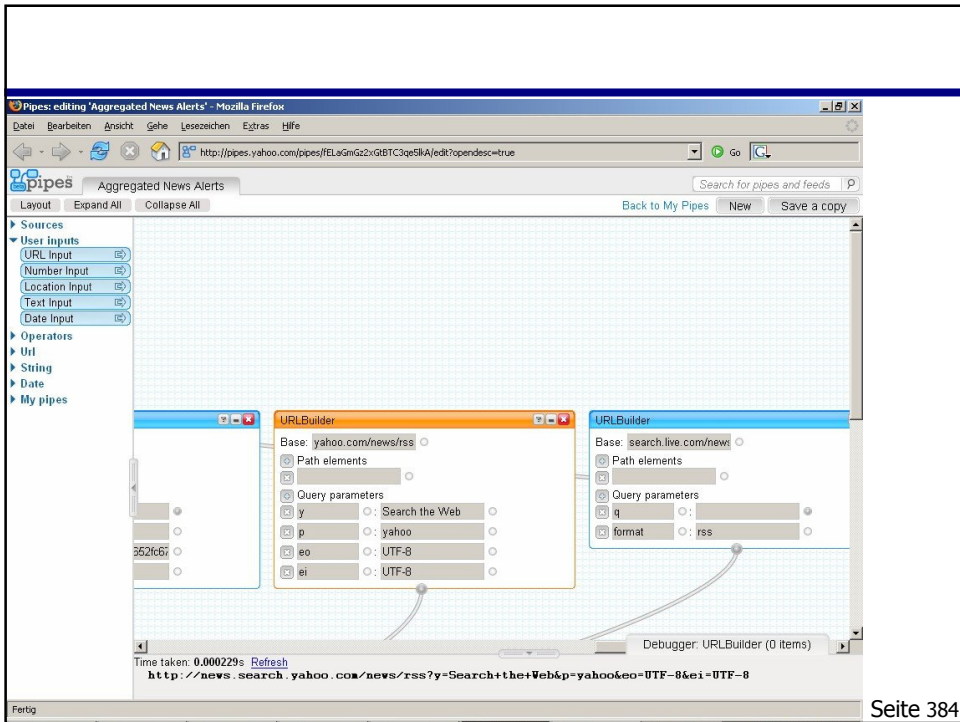 Pipes: editing 'Aggregated News Alerts' - Mozilla Firefox
Datei Bearbeiten Ansicht Gehe Lesezeichen Extras Hilfe
http://pipes.yahoo.com/pipes/fELaGmGz2xGtBTC3qe5lkA/edit?opendesc=true Go G
pipes Aggregated News Alerts Search for pipes and feeds
Layout Expand All Collapse All Back to My Pipes New Save a copy
Sources
User inputs
URL Input
Number Input
Location Input
Text Input
Date Input
Operators
Url
String
Date
My pipes
652fc67
URLBuilder
Base: yahoo.com/news/rss
Path elements
Query parameters
y : Search the Web
p : yahoo
eo : UTF-8
ei : UTF-8
URLBuilder
Base: search.live.com/news
Path elements
Query parameters
q :
format : rss
Debugger: URLBuilder (0 items)
Time taken: 0.000229s Refresh
http://news.search.yahoo.com/news/rss?y=Search+the+Web&p=yahoo&eo=UTF-8&ei=UTF-8
Fertig
Seite 384